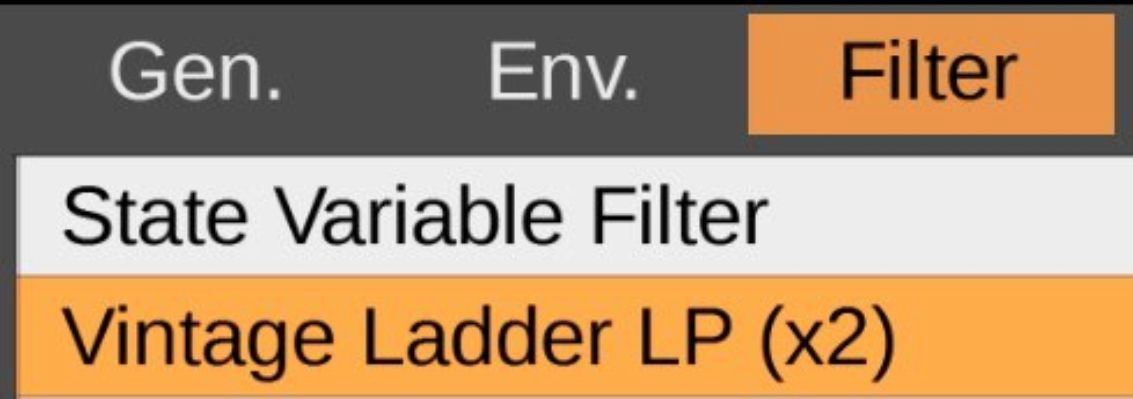 Gen. Env. Filter
State Variable Filter
Vintage Ladder LP (x2)